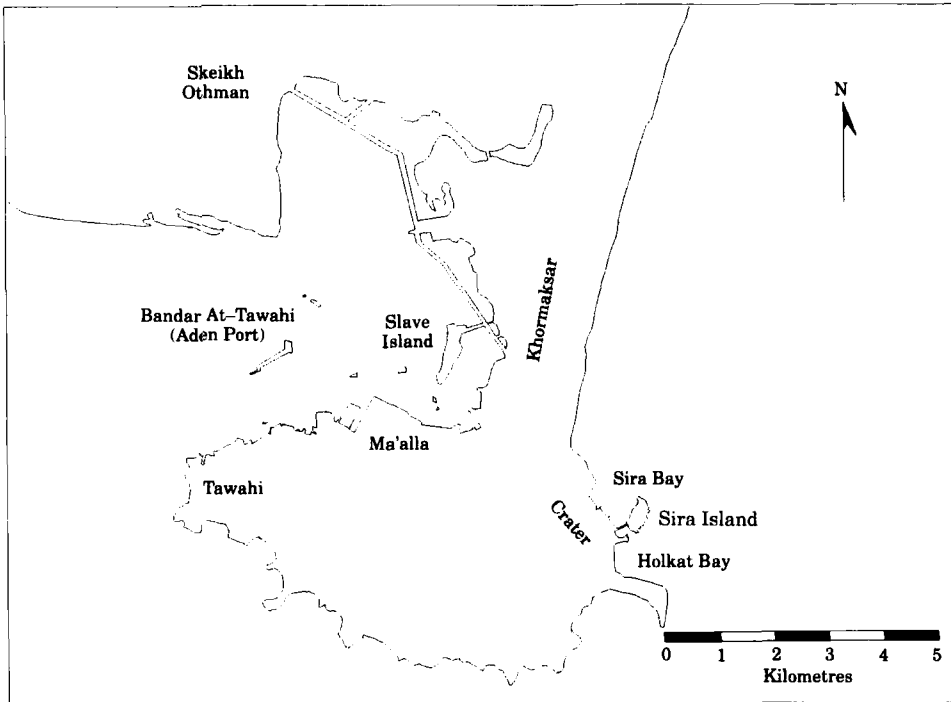 Skeikh
Othman
N
Khormaksar
Bandar At-Tawahi
(Aden Port)
Slave
Island
Ma'alla
Tawahi
Sira Bay
Crater
Sira Island
Holkat Bay
0 1 2 3 4 5
Kilometres